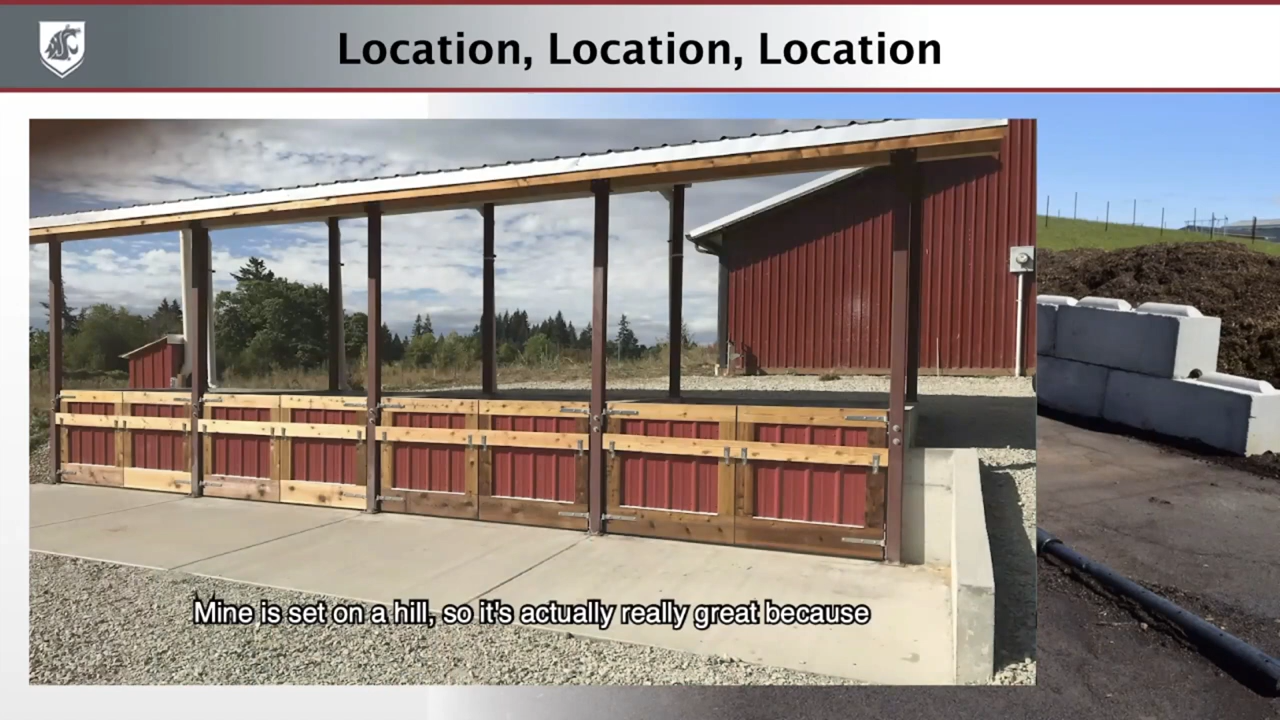 Location, Location, Location
Mine is set on a hill, so it's actually really great because